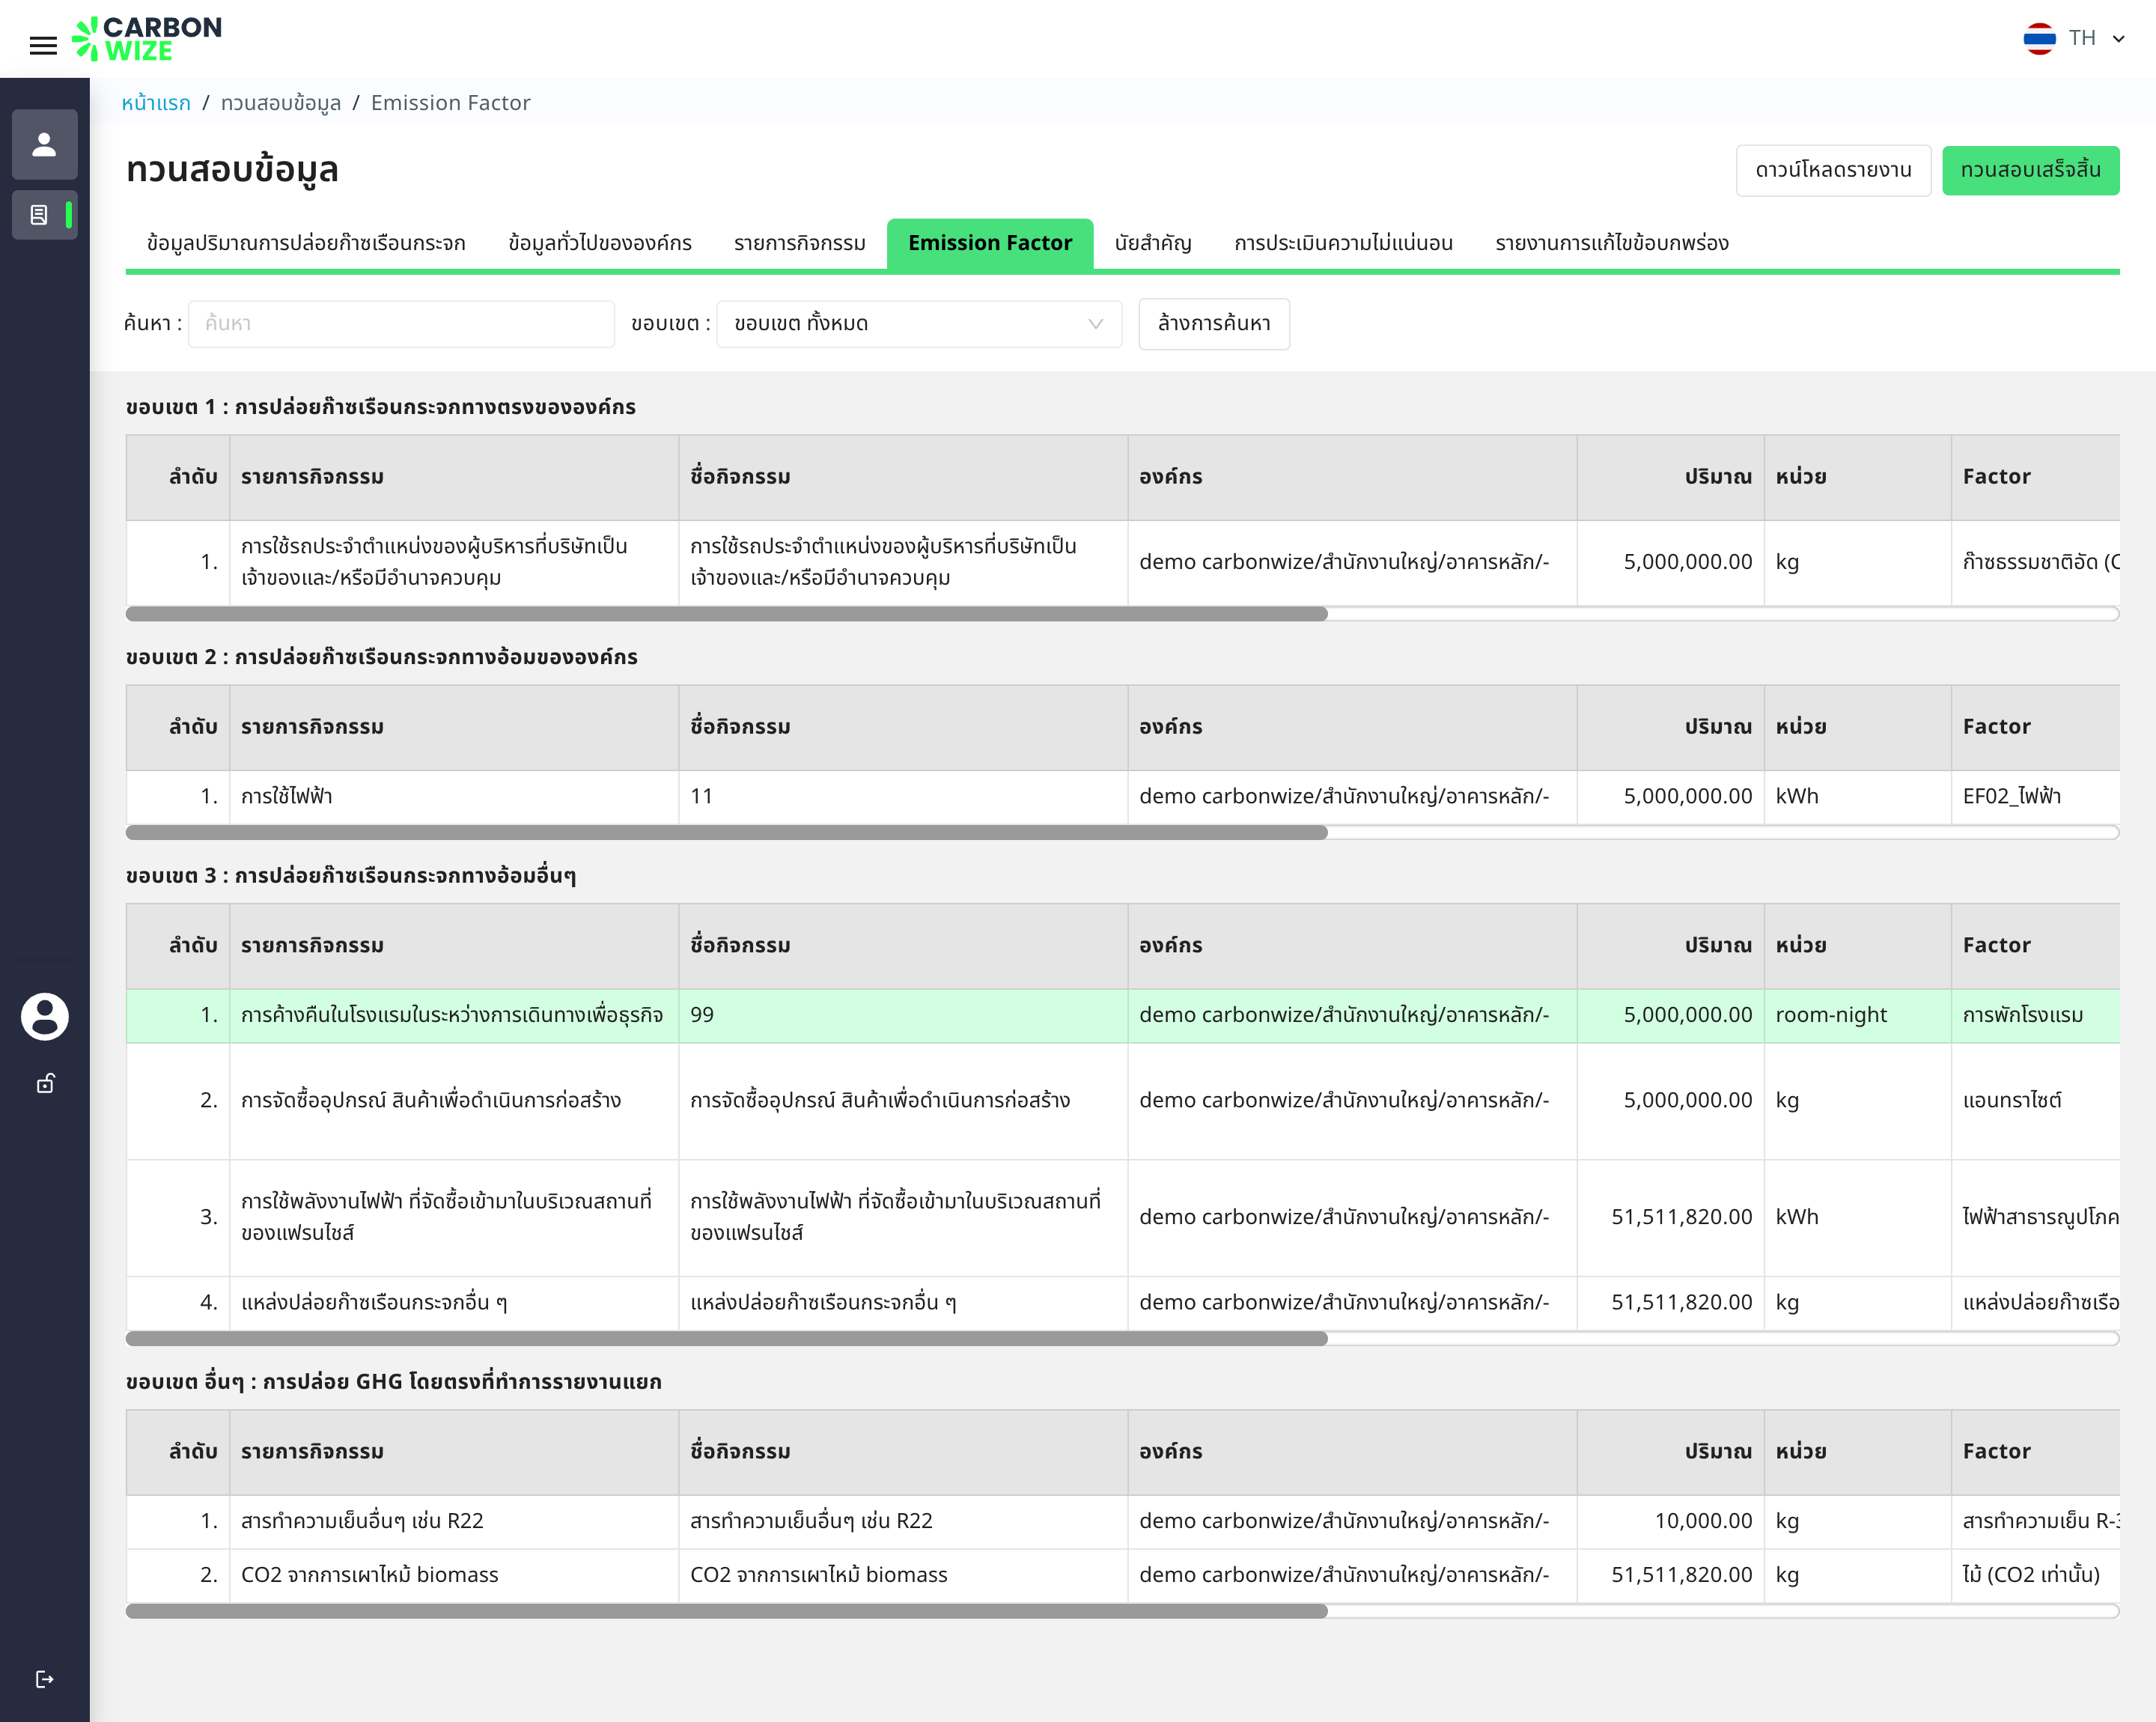 CARBON
WIZE
TH
หน้าแรก / ทวนสอบข้อมูล / Emission Factor
ทวนสอบข้อมูล
ดาวน์โหลดรายงาน
ทวนสอบเสร็จสิ้น
ข้อมูลปริมาณการปล่อยก๊าซเรือนกระจก ข้อมูลทั่วไปขององค์กร รายการกิจกรรม Emission Factor นัยสำคัญ การประเมินความไม่แน่นอน รายงานการแก้ไขข้อบกพร่อง
ค้นหา : ค้นหา ขอบเขต : ขอบเขต ทั้งหมด ล้างการค้นหา
ขอบเขต 1 : การปล่อยก๊าซเรือนกระจกทางตรงขององค์กร
ลำดับ รายการกิจกรรม ชื่อกิจกรรม องค์กร ปริมาณ หน่วย Factor
1. การใช้รถประจำตำแหน่งของผู้บริหารที่บริษัทเป็น เจ้าของและ/หรือมีอำนาจควบคุม การใช้รถประจำตำแหน่งของผู้บริหารที่บริษัทเป็น เจ้าของและ/หรือมีอำนาจควบคุม demo carbonwize/สำนักงานใหญ่/อาคารหลัก/- 5,000,000.00 kg ก๊าซธรรมชาติอัด (C
ขอบเขต 2 : การปล่อยก๊าซเรือนกระจกทางอ้อมขององค์กร
ลำดับ รายการกิจกรรม ชื่อกิจกรรม องค์กร ปริมาณ หน่วย Factor
1. การใช้ไฟฟ้า 11 demo carbonwize/สำนักงานใหญ่/อาคารหลัก/- 5,000,000.00 kWh EF02_ไฟฟ้า
ขอบเขต 3 : การปล่อยก๊าซเรือนกระจกทางอ้อมอื่นๆ
ลำดับ รายการกิจกรรม ชื่อกิจกรรม องค์กร ปริมาณ หน่วย Factor
1. การค้างคืนในโรงแรมในระหว่างการเดินทางเพื่อธุรกิจ 99 demo carbonwize/สำนักงานใหญ่/อาคารหลัก/- 5,000,000.00 room-night การพักโรงแรม
2. การจัดซื้ออุปกรณ์ สินค้าเพื่อดำเนินการก่อสร้าง การจัดซื้ออุปกรณ์ สินค้าเพื่อดำเนินการก่อสร้าง demo carbonwize/สำนักงานใหญ่/อาคารหลัก/- 5,000,000.00 kg แอนทราไซต์
3. การใช้พลังงานไฟฟ้า ที่จัดซื้อเข้ามาในบริเวณสถานที่ ของแฟรนไชส์ การใช้พลังงานไฟฟ้า ที่จัดซื้อเข้ามาในบริเวณสถานที่ ของแฟรนไชส์ demo carbonwize/สำนักงานใหญ่/อาคารหลัก/- 51,511,820.00 kWh ไฟฟ้าสาธารณูปโภค
4. แหล่งปล่อยก๊าซเรือนกระจกอื่น ๆ แหล่งปล่อยก๊าซเรือนกระจกอื่น ๆ demo carbonwize/สำนักงานใหญ่/อาคารหลัก/- 51,511,820.00 kg แหล่งปล่อยก๊าซเรือ
ขอบเขต อื่นๆ : การปล่อย GHG โดยตรงที่ทำการรายงานแยก
ลำดับ รายการกิจกรรม ชื่อกิจกรรม องค์กร ปริมาณ หน่วย Factor
1. สารทำความเย็นอื่นๆ เช่น R22 สารทำความเย็นอื่นๆ เช่น R22 demo carbonwize/สำนักงานใหญ่/อาคารหลัก/- 10,000.00 kg สารทำความเย็น R-3
2. CO2 จากการเผาไหม้ biomass CO2 จากการเผาไหม้ biomass demo carbonwize/สำนักงานใหญ่/อาคารหลัก/- 51,511,820.00 kg ไม้ (CO2 เท่านั้น)